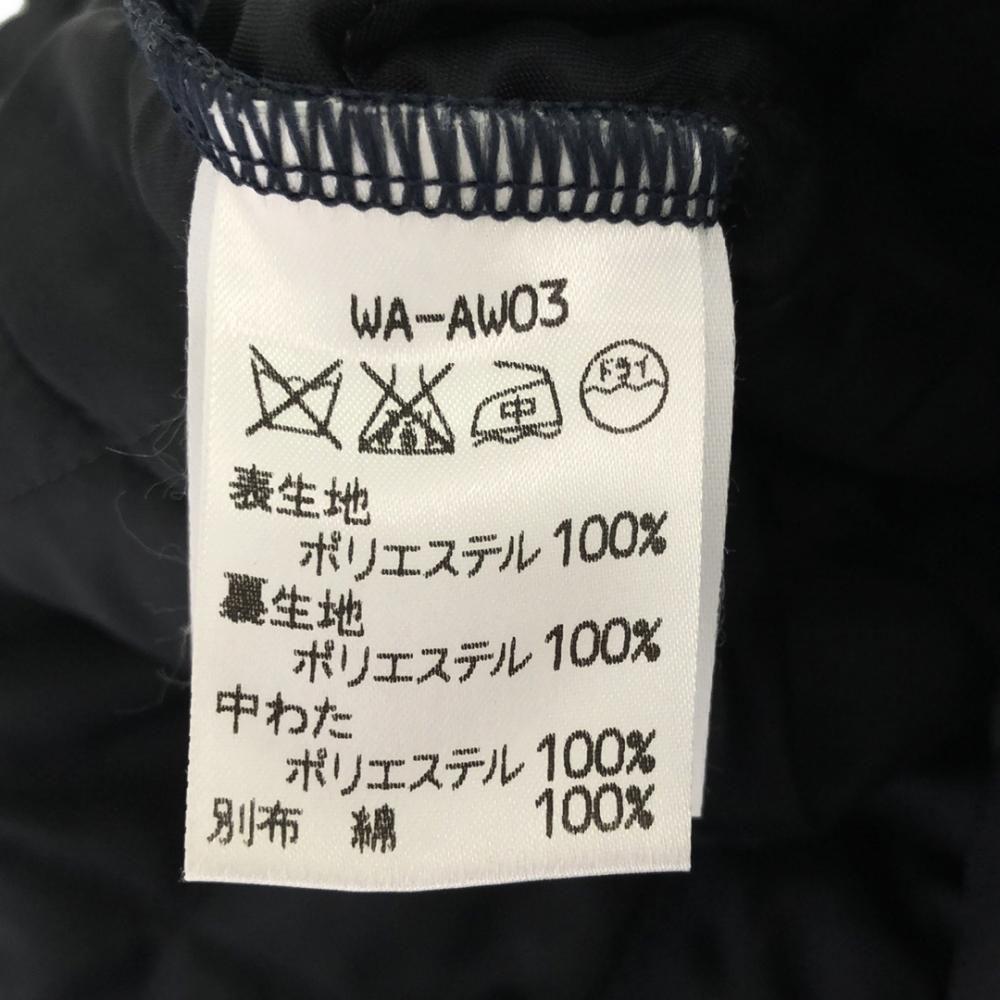 WA-AW03
中 ドライ
表生地
ポリエステル 100%
裏生地
ポリエステル 100%
中わた
ポリエステル 100%
別布 綿 100%